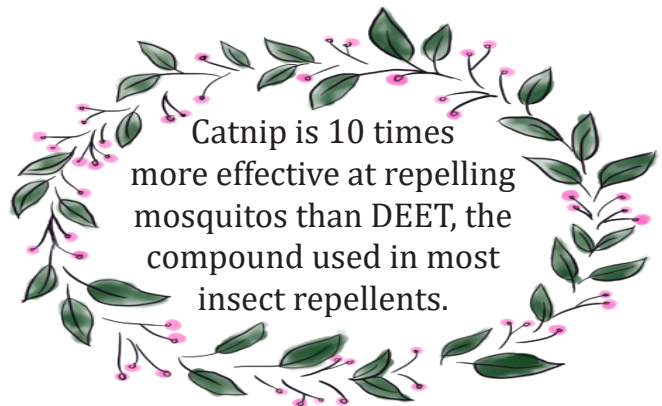 Catnip is 10 times
more effective at repelling
mosquitos than DEET, the
compound used in most
insect repellents.